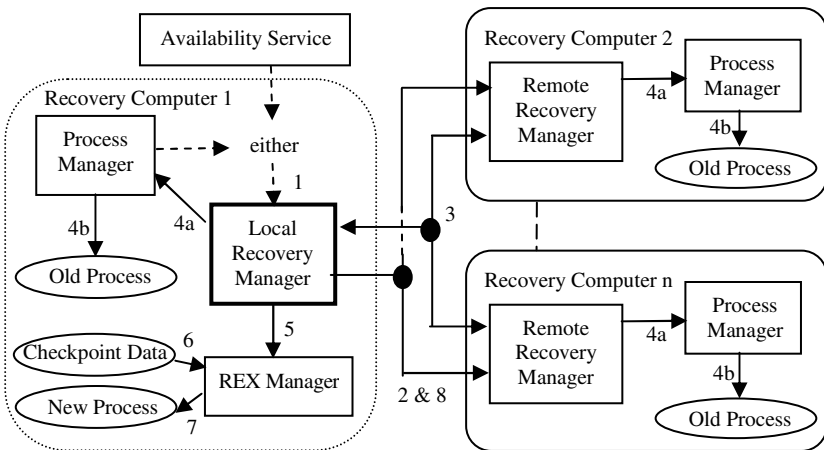 Availability Service
Recovery Computer 1
Process
Manager
either
1
4a
4b
Old Process
Local
Recovery
Manager
3
5
Checkpoint Data
6
REX Manager
New Process
7
2 & 8
Recovery Computer 2
Remote
Recovery
Manager
4a
Process
Manager
4b
Old Process
Recovery Computer n
Remote
Recovery
Manager
4a
Process
Manager
4b
Old Process